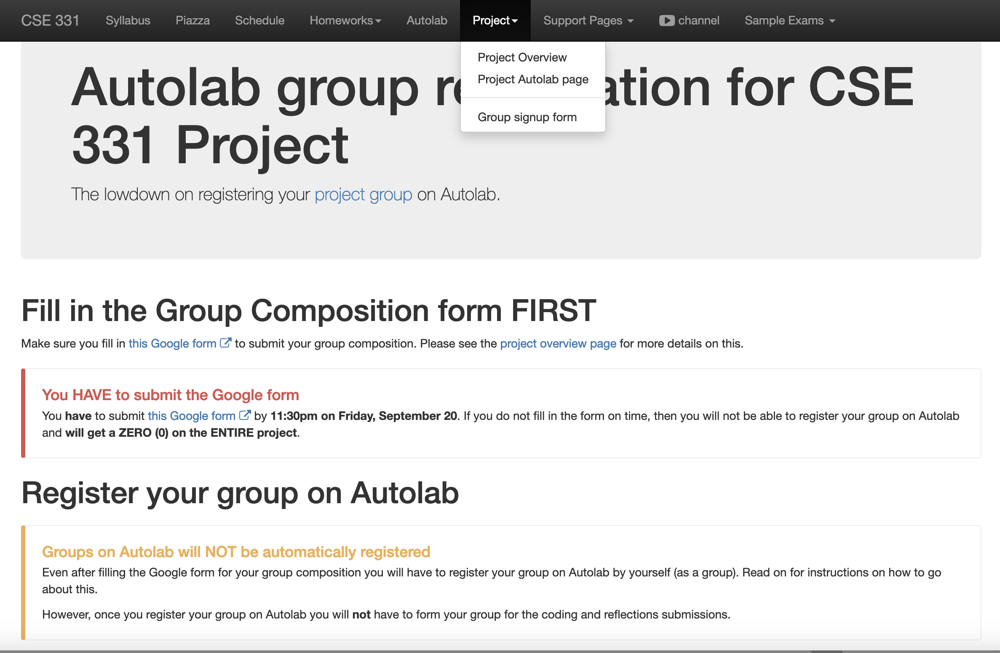 CSE 331 Syllabus Piazza Schedule Homeworks Autolab Project Support Pages channel Sample Exams
Project Overview
Project Autolab page
Group signup form
Autolab group re ation for CSE
331 Project
The lowdown on registering your project group on Autolab.
Fill in the Group Composition form FIRST
Make sure you fill in this Google form to submit your group composition. Please see the project overview page for more details on this.
You HAVE to submit the Google form
You have to submit this Google form by 11:30pm on Friday, September 20. If you do not fill in the form on time, then you will not be able to register your group on Autolab
and will get a ZERO (0) on the ENTIRE project.
Register your group on Autolab
Groups on Autolab will NOT be automatically registered
Even after filling the Google form for your group composition you will have to register your group on Autolab by yourself (as a group). Read on for instructions on how to go
about this.
However, once you register your group on Autolab you will not have to form your group for the coding and reflections submissions.